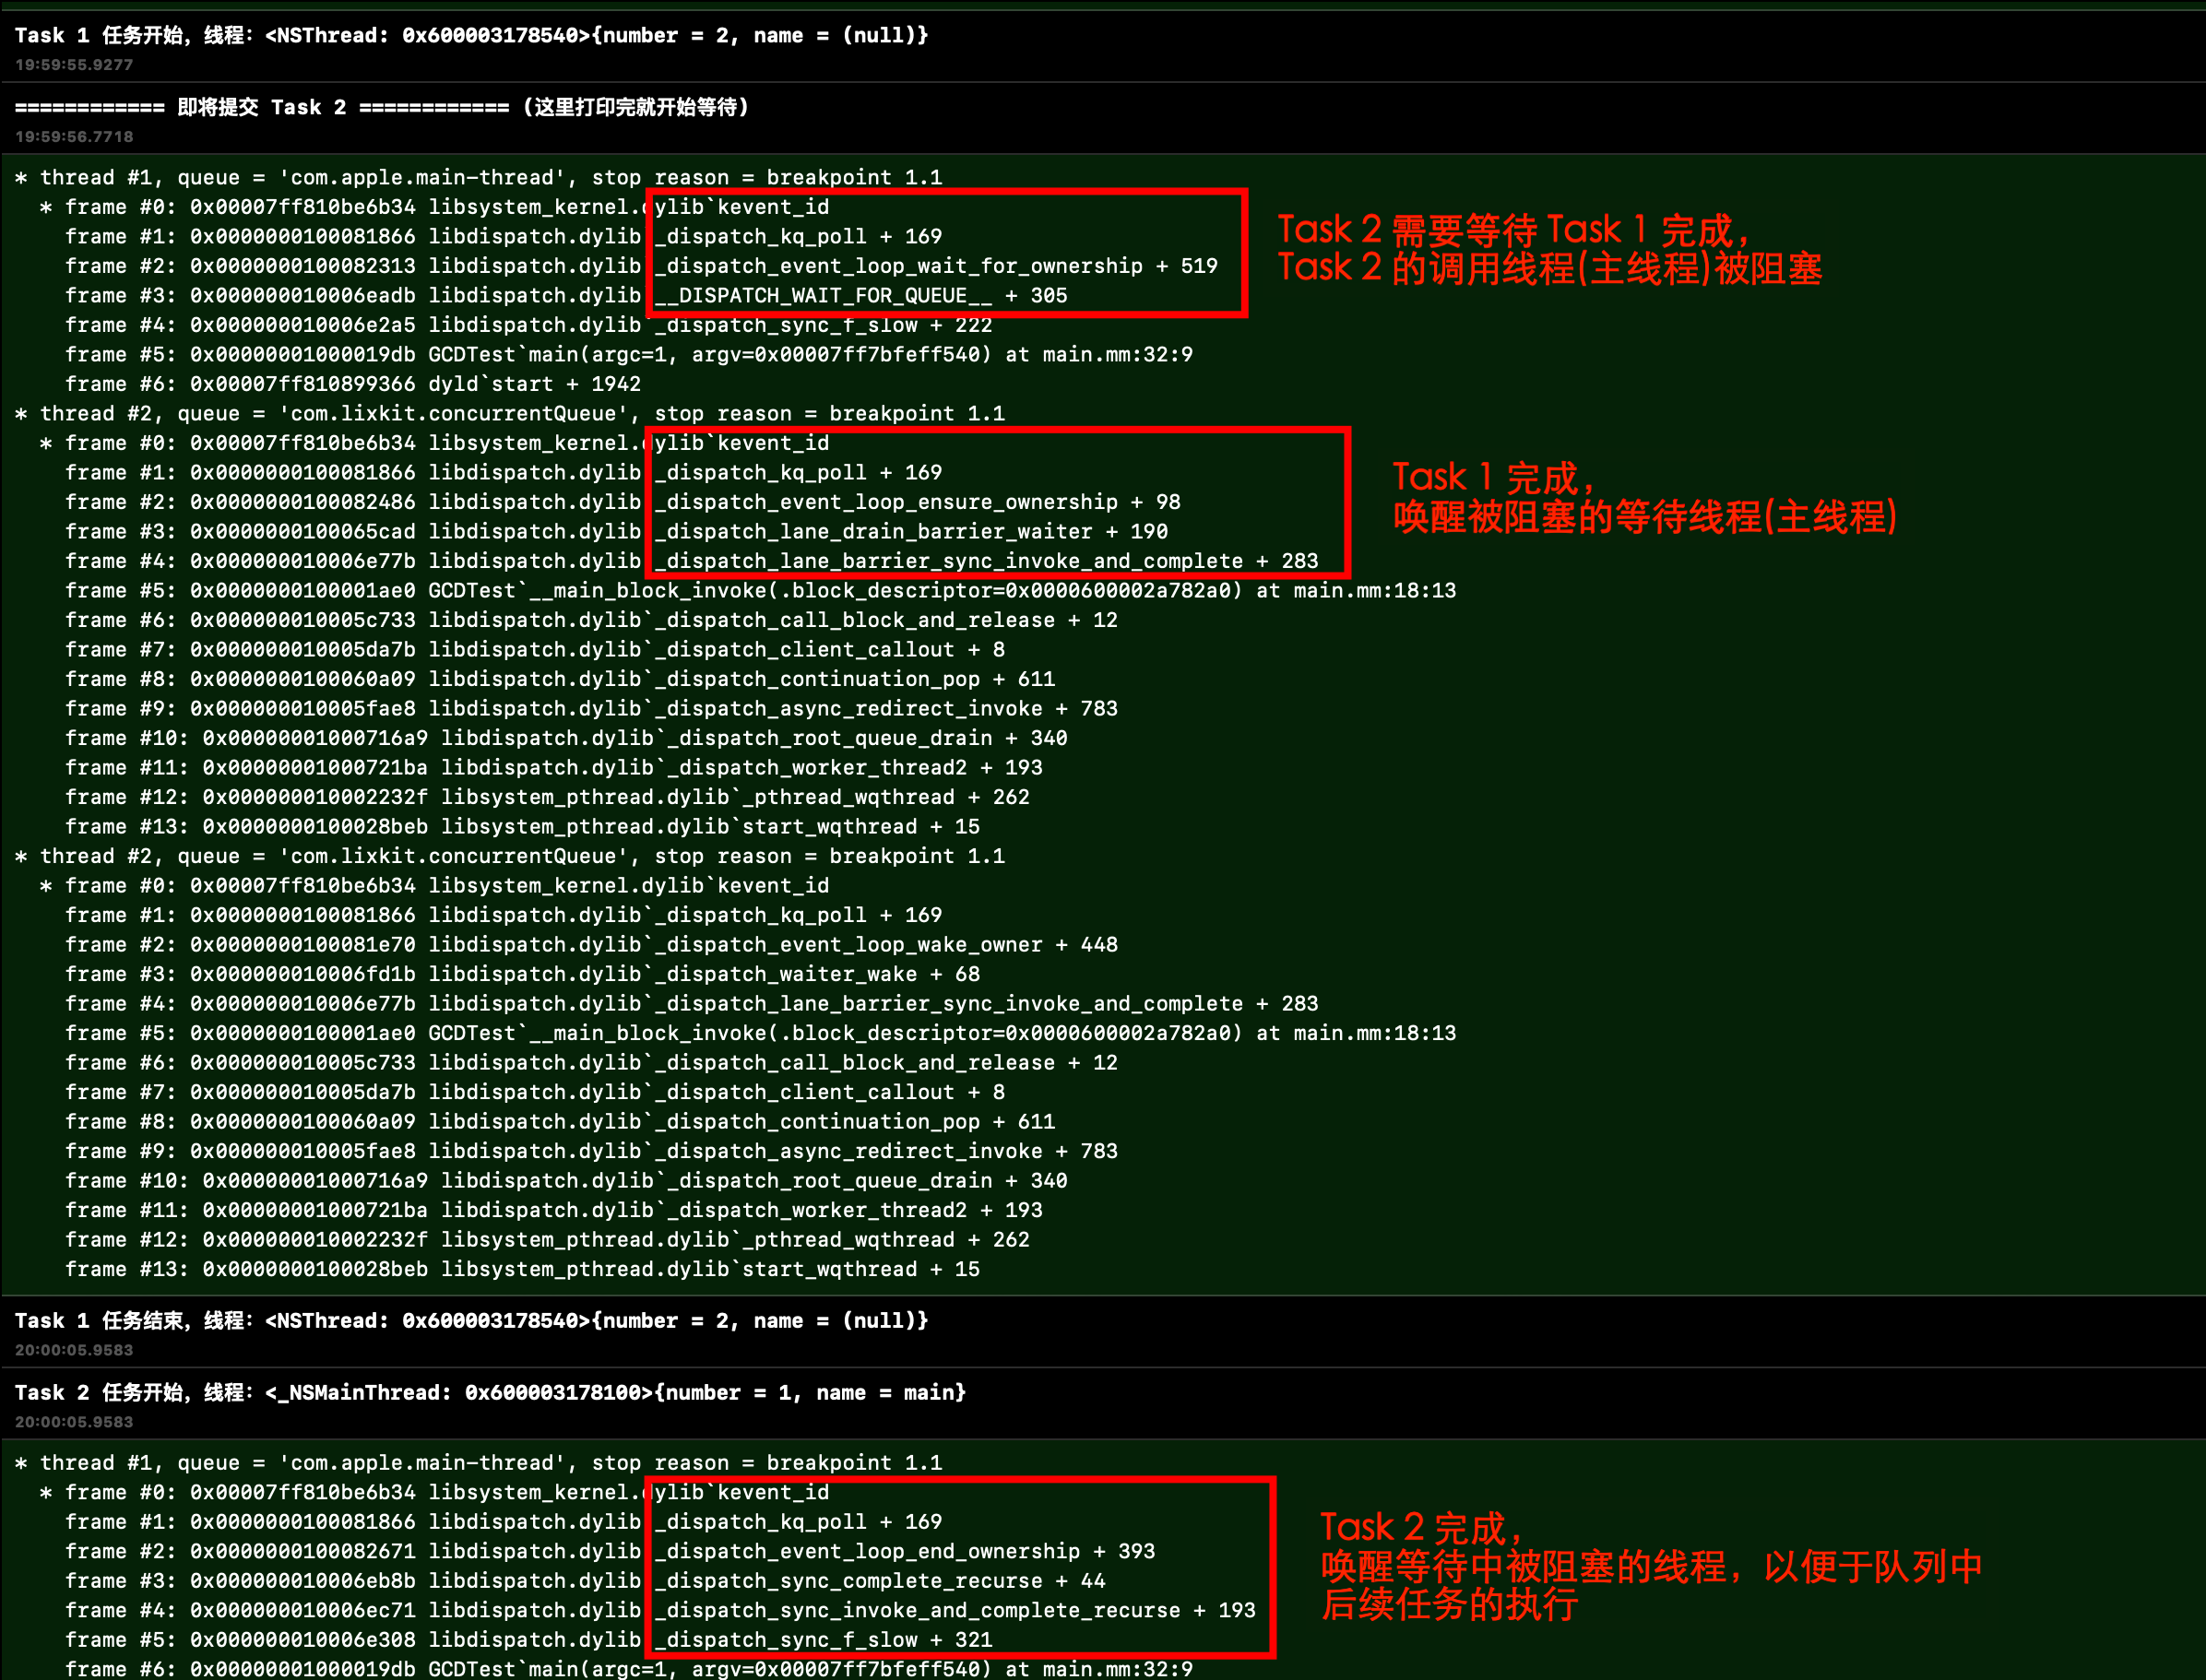 Task 1 任务开始，线程：<NSThread: 0x600003178540>{number = 2, name = (null)}
19:59:55.9277
============ 即将提交 Task 2 ============ (这里打印完就开始等待)
19:59:56.7718
* thread #1, queue = 'com.apple.main-thread', stop reason = breakpoint 1.1
* frame #0: 0x00007ff810be6b34 libsystem_kernel.dylib`kevent_id
frame #1: 0x0000000100081866 libdispatch.dylib`_dispatch_kq_poll + 169
frame #2: 0x0000000100082313 libdispatch.dylib`_dispatch_event_loop_wait_for_ownership + 519
frame #3: 0x000000010006eadb libdispatch.dylib`__DISPATCH_WAIT_FOR_QUEUE__ + 305
frame #4: 0x000000010006e2a5 libdispatch.dylib`_dispatch_sync_f_slow + 222
frame #5: 0x00000001000019db GCDTest`main(argc=1, argv=0x00007ff7bfeff540) at main.mm:32:9
frame #6: 0x00007ff810899366 dyld`start + 1942
Task 2 需要等待 Task 1 完成，
Task 2 的调用线程(主线程)被阻塞
* thread #2, queue = 'com.lixkit.concurrentQueue', stop reason = breakpoint 1.1
* frame #0: 0x00007ff810be6b34 libsystem_kernel.dylib`kevent_id
frame #1: 0x0000000100081866 libdispatch.dylib`_dispatch_kq_poll + 169
frame #2: 0x0000000100082486 libdispatch.dylib`_dispatch_event_loop_ensure_ownership + 98
frame #3: 0x0000000100065cad libdispatch.dylib`_dispatch_lane_drain_barrier_waiter + 190
frame #4: 0x000000010006e77b libdispatch.dylib`_dispatch_lane_barrier_sync_invoke_and_complete + 283
frame #5: 0x0000000100001ae0 GCDTest`__main_block_invoke(.block_descriptor=0x0000600002a782a0) at main.mm:18:13
frame #6: 0x000000010005c733 libdispatch.dylib`_dispatch_call_block_and_release + 12
frame #7: 0x000000010005da7b libdispatch.dylib`_dispatch_client_callout + 8
frame #8: 0x0000000100060a09 libdispatch.dylib`_dispatch_continuation_pop + 611
frame #9: 0x000000010005fae8 libdispatch.dylib`_dispatch_async_redirect_invoke + 783
frame #10: 0x00000001000716a9 libdispatch.dylib`_dispatch_root_queue_drain + 340
frame #11: 0x00000001000721ba libdispatch.dylib`_dispatch_worker_thread2 + 193
frame #12: 0x000000010002232f libsystem_pthread.dylib`_pthread_wqthread + 262
frame #13: 0x0000000100028beb libsystem_pthread.dylib`start_wqthread + 15
Task 1 完成，
唤醒被阻塞的等待线程(主线程)
* thread #2, queue = 'com.lixkit.concurrentQueue', stop reason = breakpoint 1.1
* frame #0: 0x00007ff810be6b34 libsystem_kernel.dylib`kevent_id
frame #1: 0x0000000100081866 libdispatch.dylib`_dispatch_kq_poll + 169
frame #2: 0x0000000100081e70 libdispatch.dylib`_dispatch_event_loop_wake_owner + 448
frame #3: 0x000000010006fd1b libdispatch.dylib`_dispatch_waiter_wake + 68
frame #4: 0x000000010006e77b libdispatch.dylib`_dispatch_lane_barrier_sync_invoke_and_complete + 283
frame #5: 0x0000000100001ae0 GCDTest`__main_block_invoke(.block_descriptor=0x0000600002a782a0) at main.mm:18:13
frame #6: 0x000000010005c733 libdispatch.dylib`_dispatch_call_block_and_release + 12
frame #7: 0x000000010005da7b libdispatch.dylib`_dispatch_client_callout + 8
frame #8: 0x0000000100060a09 libdispatch.dylib`_dispatch_continuation_pop + 611
frame #9: 0x000000010005fae8 libdispatch.dylib`_dispatch_async_redirect_invoke + 783
frame #10: 0x00000001000716a9 libdispatch.dylib`_dispatch_root_queue_drain + 340
frame #11: 0x00000001000721ba libdispatch.dylib`_dispatch_worker_thread2 + 193
frame #12: 0x000000010002232f libsystem_pthread.dylib`_pthread_wqthread + 262
frame #13: 0x0000000100028beb libsystem_pthread.dylib`start_wqthread + 15
Task 1 任务结束，线程：<NSThread: 0x600003178540>{number = 2, name = (null)}
20:00:05.9583
Task 2 任务开始，线程：<_NSMainThread: 0x600003178100>{number = 1, name = main}
20:00:05.9583
* thread #1, queue = 'com.apple.main-thread', stop reason = breakpoint 1.1
* frame #0: 0x00007ff810be6b34 libsystem_kernel.dylib`kevent_id
frame #1: 0x0000000100081866 libdispatch.dylib`_dispatch_kq_poll + 169
frame #2: 0x0000000100082671 libdispatch.dylib`_dispatch_event_loop_end_ownership + 393
frame #3: 0x000000010006eb8b libdispatch.dylib`_dispatch_sync_complete_recurse + 44
frame #4: 0x000000010006ec71 libdispatch.dylib`_dispatch_sync_invoke_and_complete_recurse + 193
frame #5: 0x000000010006e308 libdispatch.dylib`_dispatch_sync_f_slow + 321
frame #6: 0x00000001000019db GCDTest`main(argc=1, argv=0x00007ff7bfeff540) at main.mm:32:9
Task 2 完成，
唤醒等待中被阻塞的线程，以便于队列中
后续任务的执行